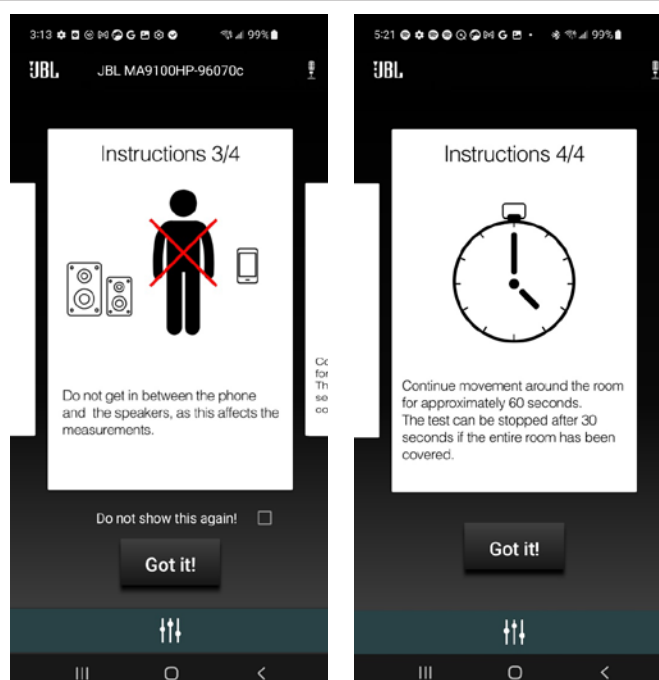 3:13
99%
JBL
JBL MA9100HP-96070c
Instructions 3/4
Do not get in between the phone
and the speakers, as this affects the
measurements.
Do not show this again!
Got it!
5:21
99%
JBL
Instructions 4/4
Continue movement around the room
for approximately 60 seconds.
The test can be stopped after 30
seconds if the entire room has been
covered.
Got it!